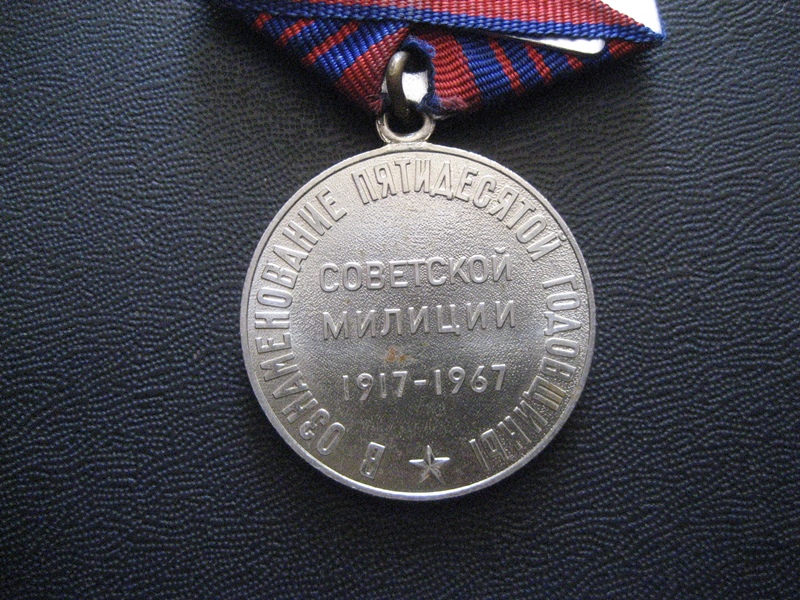 В ОЗНАМЕНОВАНИЕ ПЯТИДЕСЯТОЙ ГОДОВЩИНЫ
СОВЕТСКОЙ
МИЛИЦИИ
1917-1967